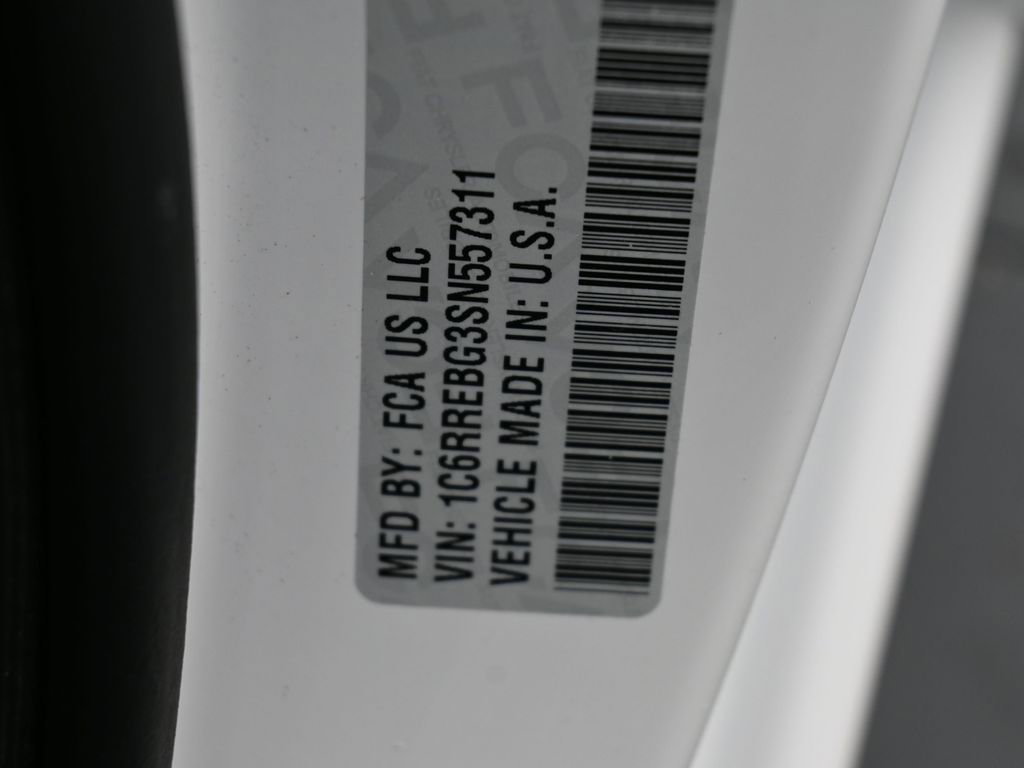 MFD BY: FCA US LLC
VIN: 1C6RREBG3SN557311
VEHICLE MADE IN: U.S.A.